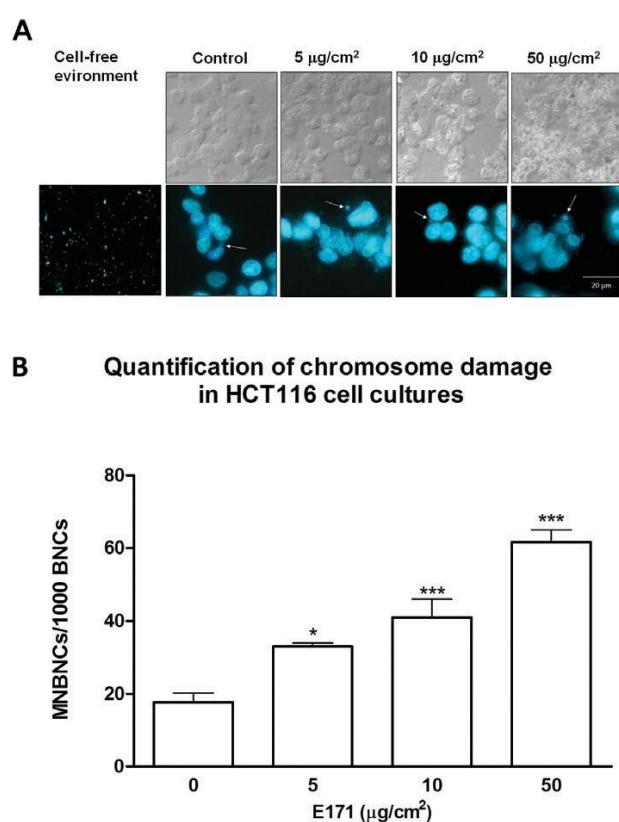 A
Cell-free
evironment
Control
5 µg/cm²
10 µg/cm²
50 µg/cm²
20 µm
B
Quantification of chromosome damage
in HCT116 cell cultures
MNBNCs/1000 BNCs
80
60
40
20
0
*
***
***
0
5
10
50
E171 (µg/cm²)